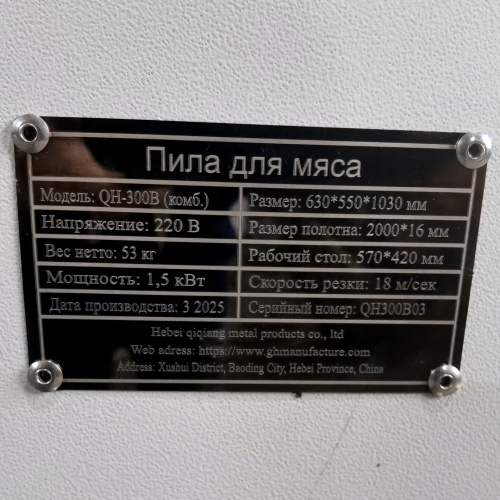 Пила для мяса
Модель: QH-300B (комб.)
Размер: 630*550*1030 мм
Напряжение: 220 В
Размер полотна: 2000*16 мм
Вес нетто: 53 кг
Рабочий стол: 570*420 мм
Мощность: 1,5 кВт
Скорость резки: 18 м/сек
Дата производства: 3 2025
Серийный номер: QH300B03
Hebei qiqiang metal products co., ltd
Web adress: https://www.ghmanufacture.com
Address: Xushui District, Baoding City, Hebei Province, China